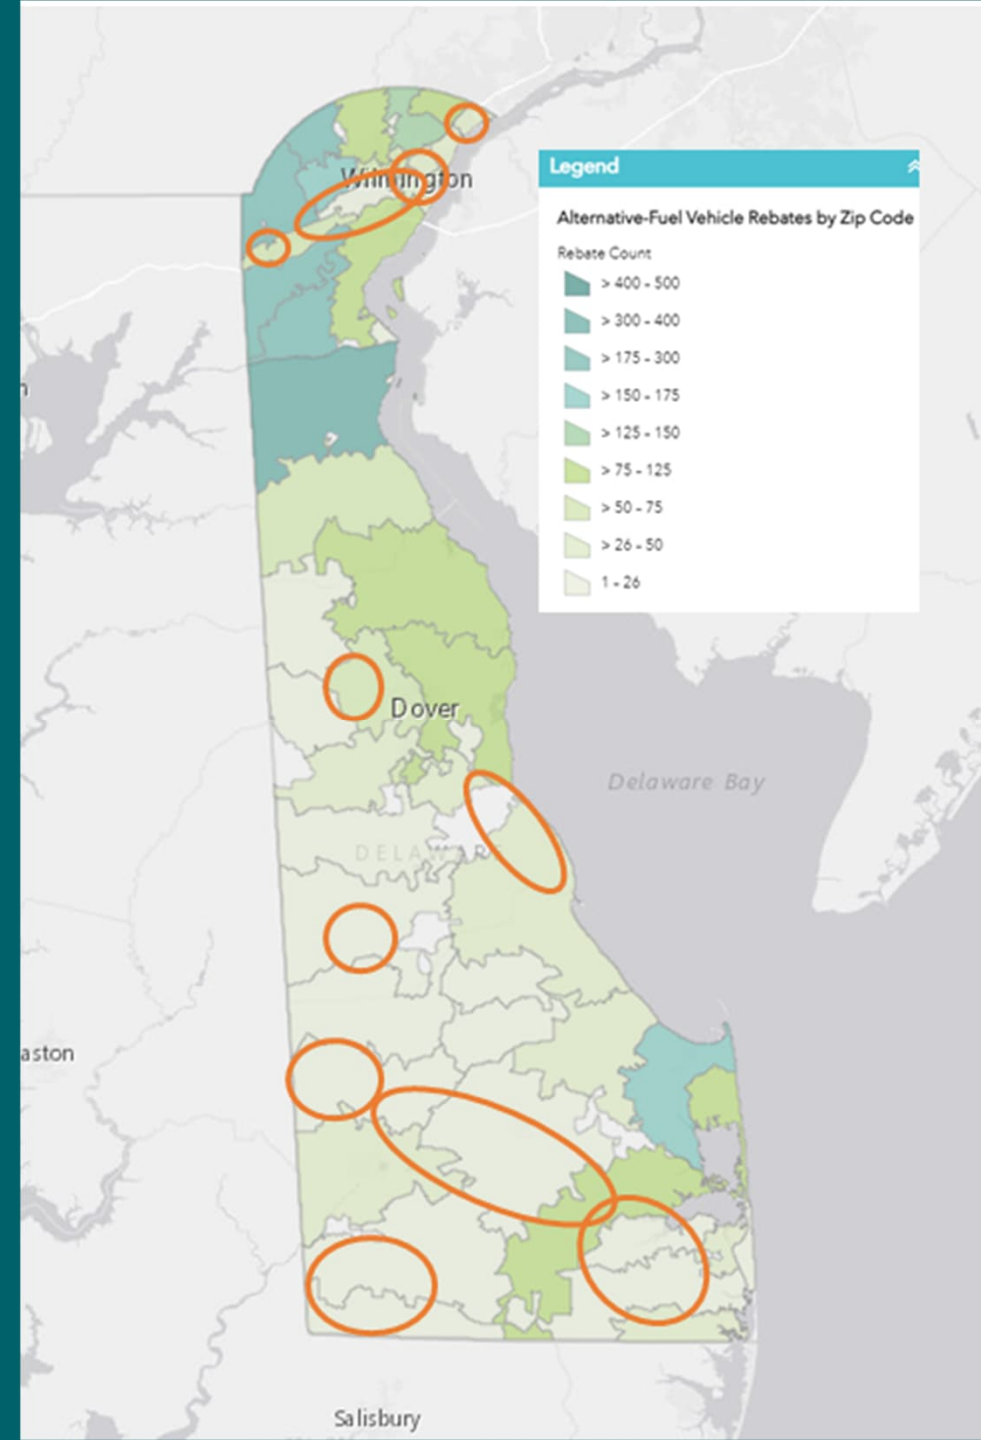 Wilmington
Legend
Alternative-Fuel Vehicle Rebates by Zip Code
Rebate Count
> 400 - 500
> 300 - 400
> 175 - 300
> 150 - 175
> 125 - 150
> 75 - 125
> 50 - 75
> 26 - 50
1 - 26
Dover
Delaware Bay
DELAWARE
aston
Salisbury